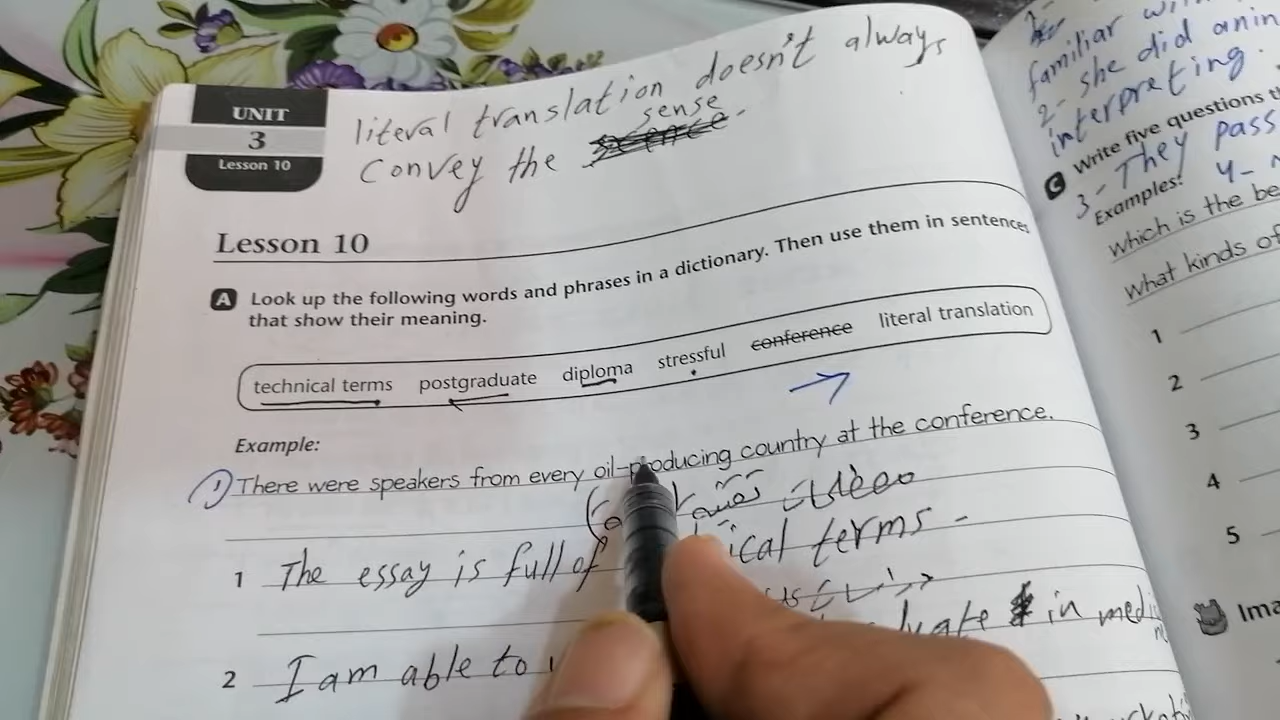 UNIT
3
Lesson 10
literal translation doesn't always
convey the sense
Lesson 10
A Look up the following words and phrases in a dictionary. Then use them in sentences
that show their meaning.
technical terms postgraduate diploma stressful conference literal translation
Example:
1 There were speakers from every oil-producing country at the conference.
1 The essay is full of ical terms
2 I am able to in
familiar
2- she did
interpreting.
C Write five questions
3- They pass
Examples:
4-
which is the be
what kinds of
1
2
3
4
5
Ima